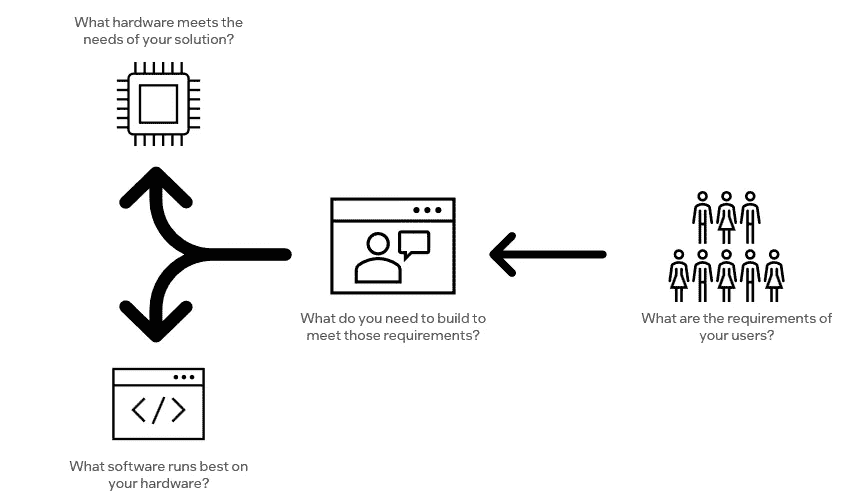 What hardware meets the
needs of your solution?
What do you need to build to
meet those requirements?
What are the requirements of
your users?
What software runs best on
your hardware?